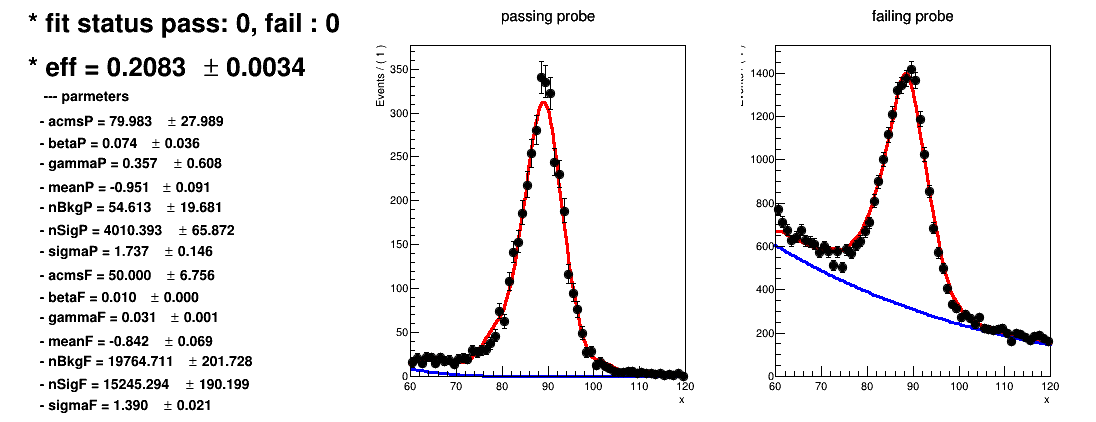 * fit status pass: 0, fail : 0
* eff = 0.2083 ± 0.0034
--- parmeters
- acmsP = 79.983 ± 27.989
- betaP = 0.074 ± 0.036
- gammaP = 0.357 ± 0.608
- meanP = -0.951 ± 0.091
- nBkgP = 54.613 ± 19.681
- nSigP = 4010.393 ± 65.872
- sigmaP = 1.737 ± 0.146
- acmsF = 50.000 ± 6.756
- betaF = 0.010 ± 0.000
- gammaF = 0.031 ± 0.001
- meanF = -0.842 ± 0.069
- nBkgF = 19764.711 ± 201.728
- nSigF = 15245.294 ± 190.199
- sigmaF = 1.390 ± 0.021
passing probe
Events / ( 1 )
350
300
250
200
150
100
50
0
60 70 80 90 100 110 120
x
failing probe
1400
1200
1000
800
600
400
200
0
60 70 80 90 100 110 120
x